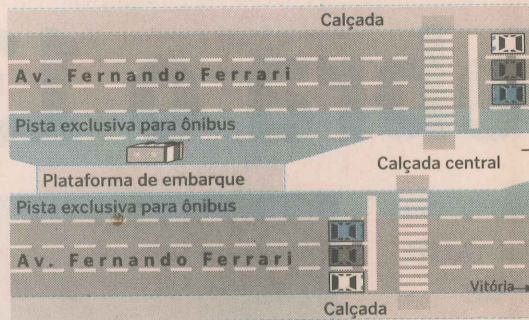 Calçada
Av. Fernando Ferrari
Pista exclusiva para ônibus
Calçada central
Plataforma de embarque
Pista exclusiva para ônibus
Av. Fernando Ferrari
Vitória
Calçada